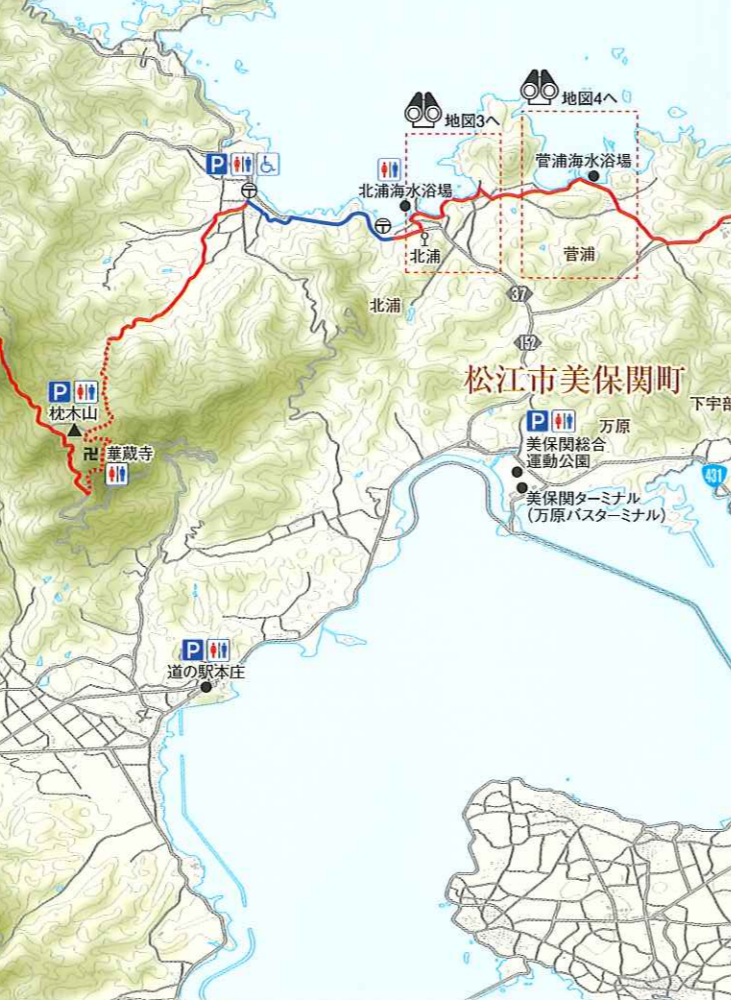 地図4へ
地図3へ
菅浦海水浴場
P
北浦海水浴場
北浦
菅浦
37
北浦
152
松江市美保関町
P
枕木山
下宇部
P
万原
美保関総合
運動公園
卍 華蔵寺
431
美保関ターミナル
(万原バスターミナル)
P
道の駅本庄